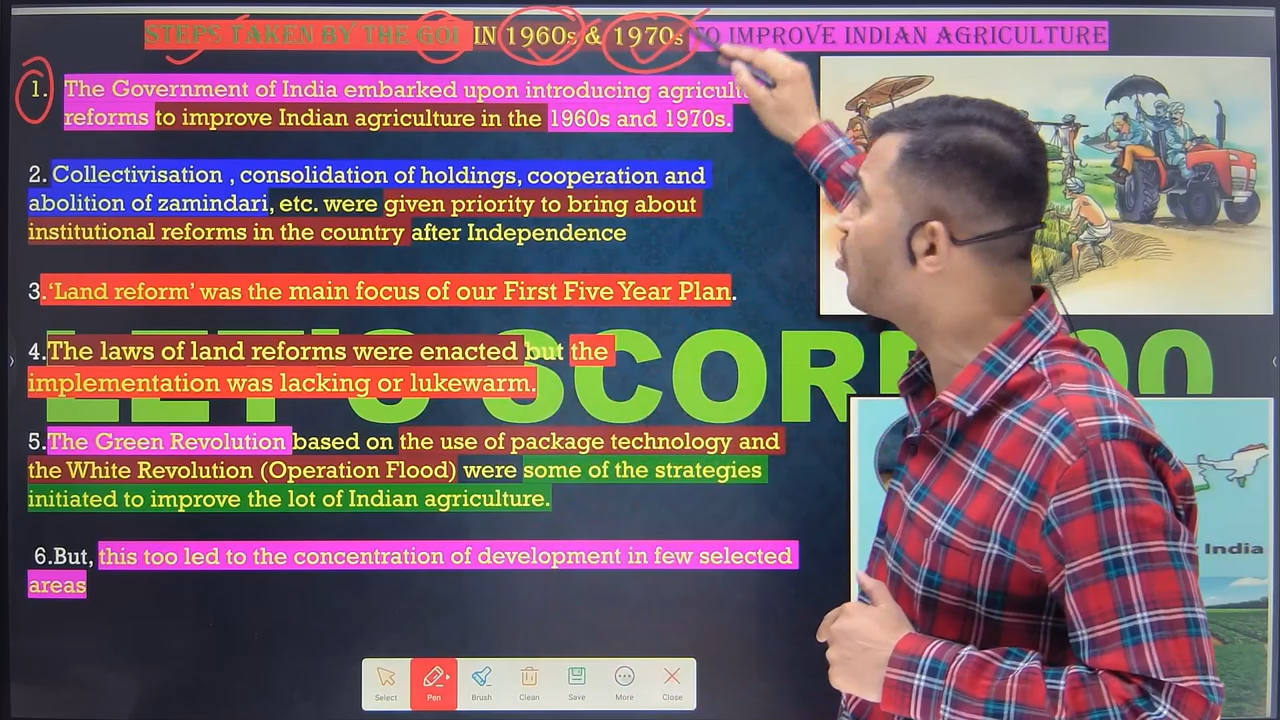 STEPS TAKEN BY THE GOI IN 1960s & 1970s TO IMPROVE INDIAN AGRICULTURE
1. The Government of India embarked upon introducing
reforms to improve Indian agriculture in the 1960s and 1970s.
2. Collectivisation , consolidation of holdings, cooperation and
abolition of zamindari, etc. were given priority to bring about
institutional reforms in the country after Independence
3.‘Land reform’ was the main focus of our First Five Year Plan.
LET'S SCORE
4.The laws of land reforms were enacted but the
implementation was lacking or lukewarm.
5.The Green Revolution based on the use of package technology and
the White Revolution (Operation Flood) were some of the strategies
initiated to improve the lot of Indian agriculture.
India
6.But, this too led to the concentration of development in few selected
areas
Select Pen Brush Clean Save More Close